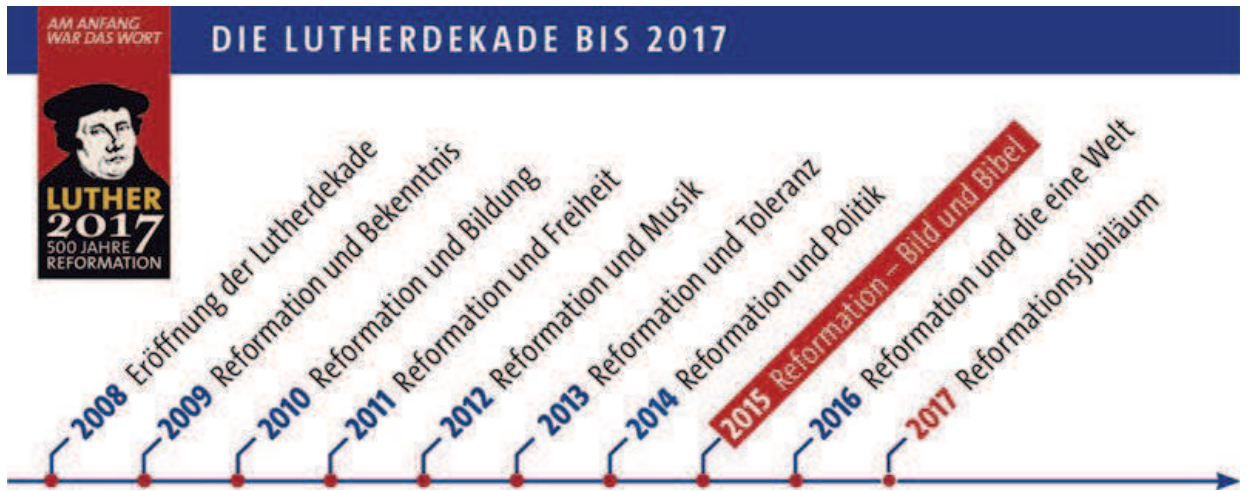 AM ANFANG
WAR DAS WORT
DIE LUTHERDEKADE BIS 2017
LUTHER
2017
500 JAHRE
REFORMATION
2008 Eröffnung der Lutherdekade
2009 Reformation und Bekenntnis
2010 Reformation und Bildung
2011 Reformation und Freiheit
2012 Reformation und Musik
2013 Reformation und Toleranz
2014 Reformation und Politik
2015 Reformation – Bild und Bibel
2016 Reformation und die eine Welt
2017 Reformationsjubiläum